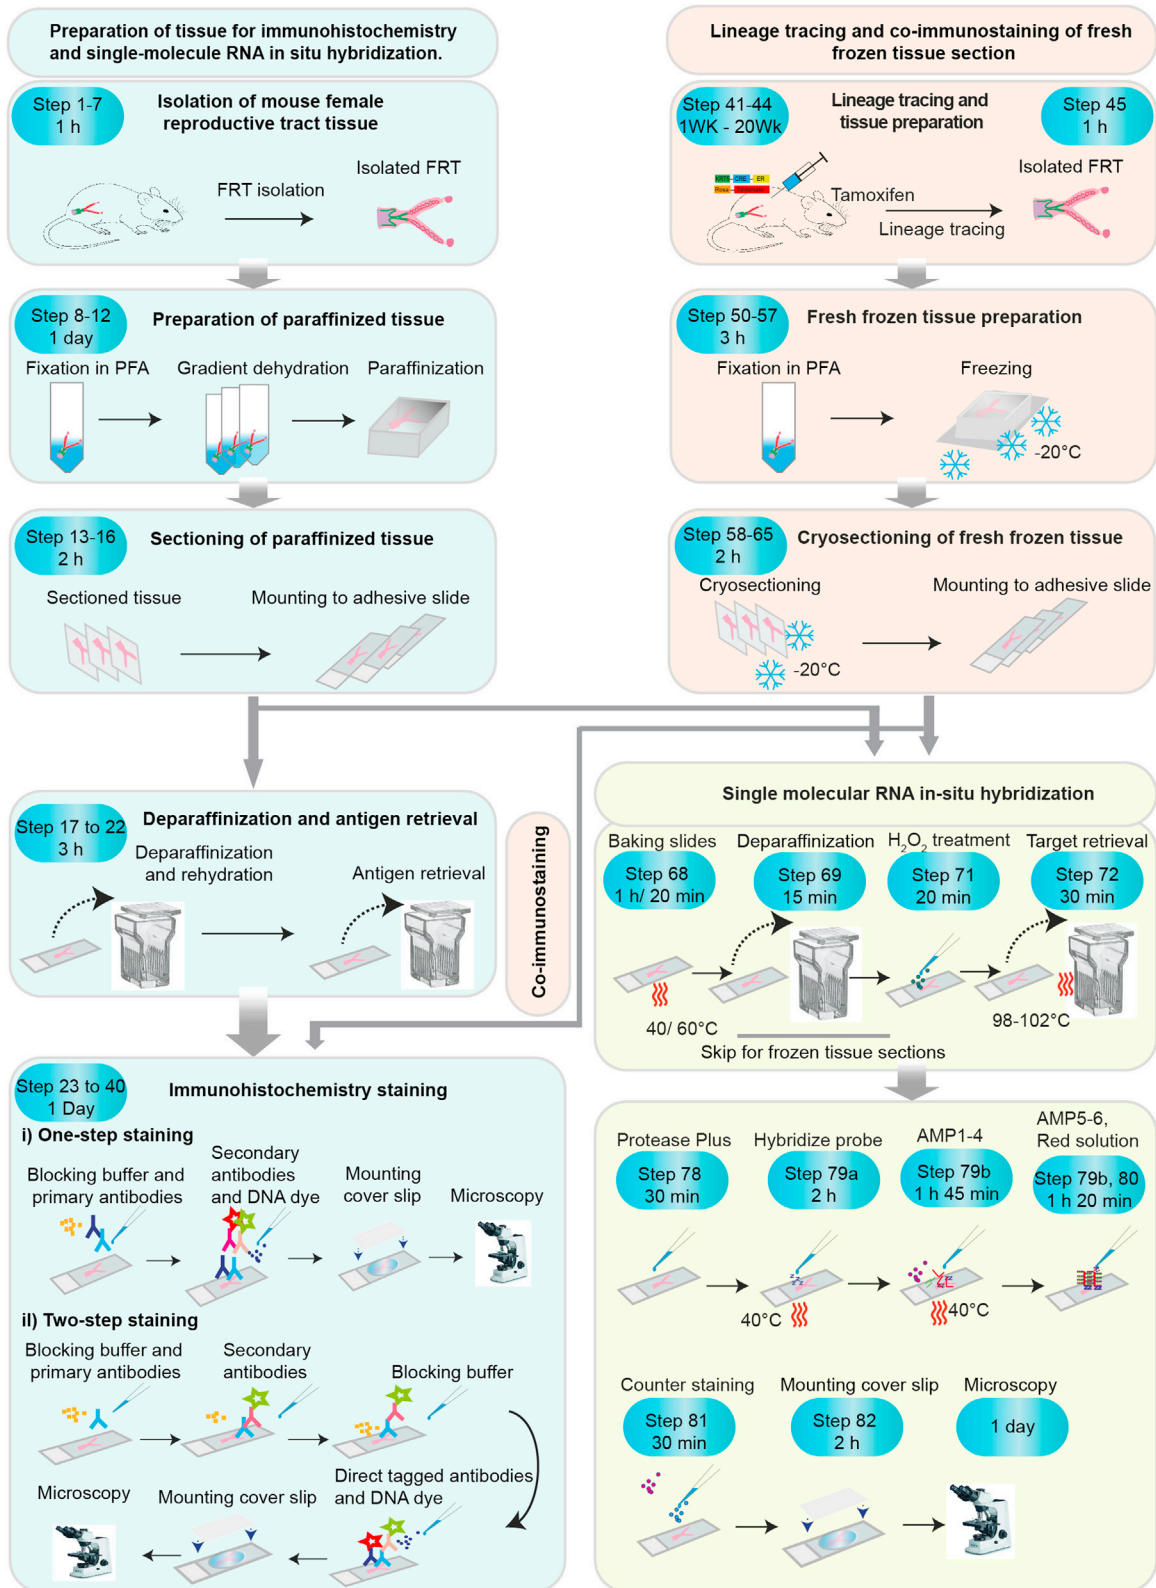 Preparation of tissue for immunohistochemistry
and single-molecule RNA in situ hybridization.
Step 1-7
1 h
Isolation of mouse female
reproductive tract tissue
FRT isolation
Isolated FRT
Step 8-12
1 day
Preparation of paraffinized tissue
Fixation in PFA
Gradient dehydration
Paraffinization
Step 13-16
2 h
Sectioning of paraffinized tissue
Sectioned tissue
Mounting to adhesive slide
Lineage tracing and co-immunostaining of fresh
frozen tissue section
Step 41-44
1WK - 20Wk
Lineage tracing and
tissue preparation
Step 45
1 h
KRT5 CRE ER
Rosa
Tamoxifen
Lineage tracing
Isolated FRT
Step 50-57
3 h
Fresh frozen tissue preparation
Fixation in PFA
Freezing
-20°C
Step 58-65
2 h
Cryosectioning of fresh frozen tissue
Cryosectioning
-20°C
Mounting to adhesive slide
Step 17 to 22
3 h
Deparaffinization and antigen retrieval
Deparaffinization
and rehydration
Antigen retrieval
Co-immunostaining
Step 23 to 40
1 Day
Immunohistochemistry staining
i) One-step staining
Blocking buffer and
primary antibodies
Secondary
antibodies
and DNA dye
Mounting
cover slip
Microscopy
iI) Two-step staining
Blocking buffer and
primary antibodies
Secondary
antibodies
Blocking buffer
Direct tagged antibodies
and DNA dye
Mounting cover slip
Microscopy
Single molecular RNA in-situ hybridization
Baking slides
Step 68
1 h/ 20 min
40/ 60°C
Deparaffinization
Step 69
15 min
H₂O₂ treatment
Step 71
20 min
Target retrieval
Step 72
30 min
98-102°C
Skip for frozen tissue sections
Protease Plus
Step 78
30 min
Hybridize probe
Step 79a
2 h
40°C
AMP1-4
Step 79b
1 h 45 min
40°C
AMP5-6,
Red solution
Step 79b, 80
1 h 20 min
Counter staining
Step 81
30 min
Mounting cover slip
Step 82
2 h
Microscopy
1 day